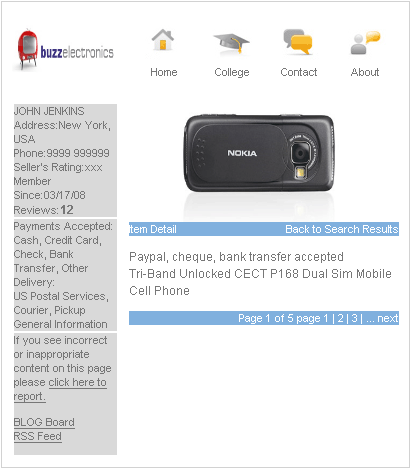 buzzelectronics
Home
College
Contact
About
JOHN JENKINS
Address:New York,
USA
Phone:9999 999999
Seller's Rating:xxx
Member
Since:03/17/08
Reviews:12
Payments Accepted:
Cash, Credit Card,
Check, Bank
Transfer, Other
Delivery:
US Postal Services,
Courier, Pickup
General Information
If you see incorrect
or inappropriate
content on this page
please click here to
report.
BLOG Board
RSS Feed
NOKIA
Item Detail Back to Search Results
Paypal, cheque, bank transfer accepted
Tri-Band Unlocked CECT P168 Dual Sim Mobile
Cell Phone
Page 1 of 5 page 1 | 2 | 3 | ... next